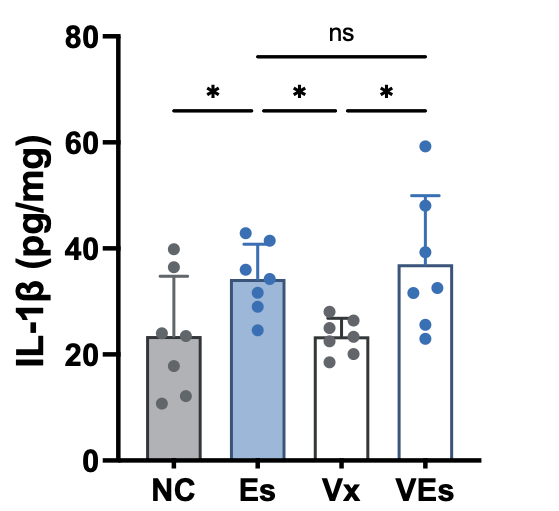 ns
* * *
80
60
40
20
0
IL-1β (pg/mg)
NC Es Vx VEs